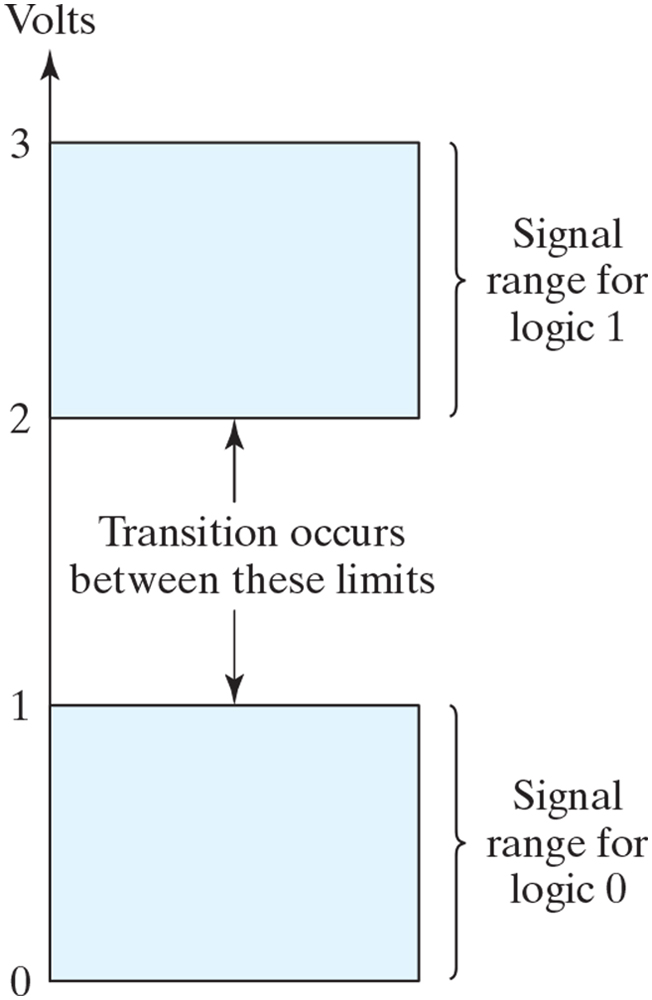 Volts
3
Signal
range for
logic 1
2
Transition occurs
between these limits
1
Signal
range for
logic 0
0